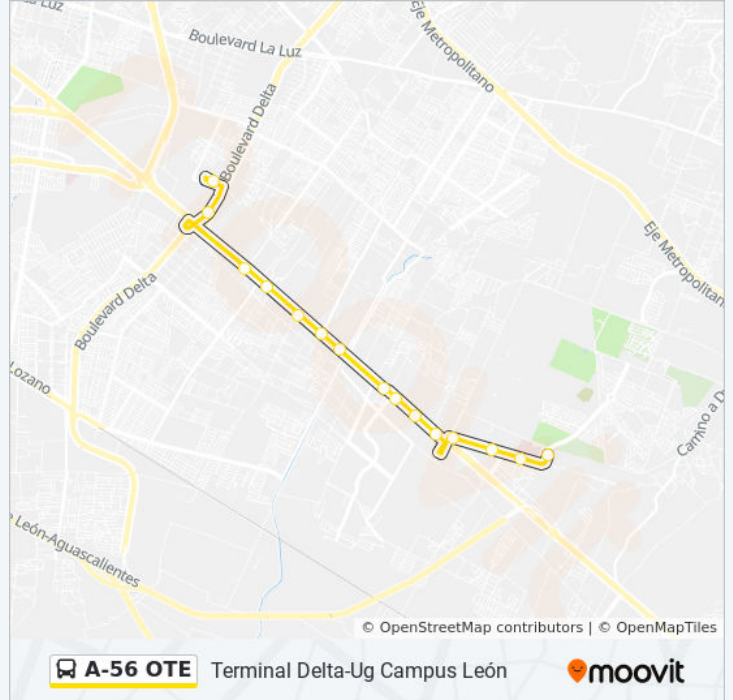 La Luz
Boulevard La Luz
Eje Metropolitano
Boulevard Delta
Eje Metropolitan
Boulevard Delta
Lozano
Camino a D
León-Aguascalientes
© OpenStreetMap contributors | © OpenMapTiles
A-56 OTE Terminal Delta-Ug Campus León moovit